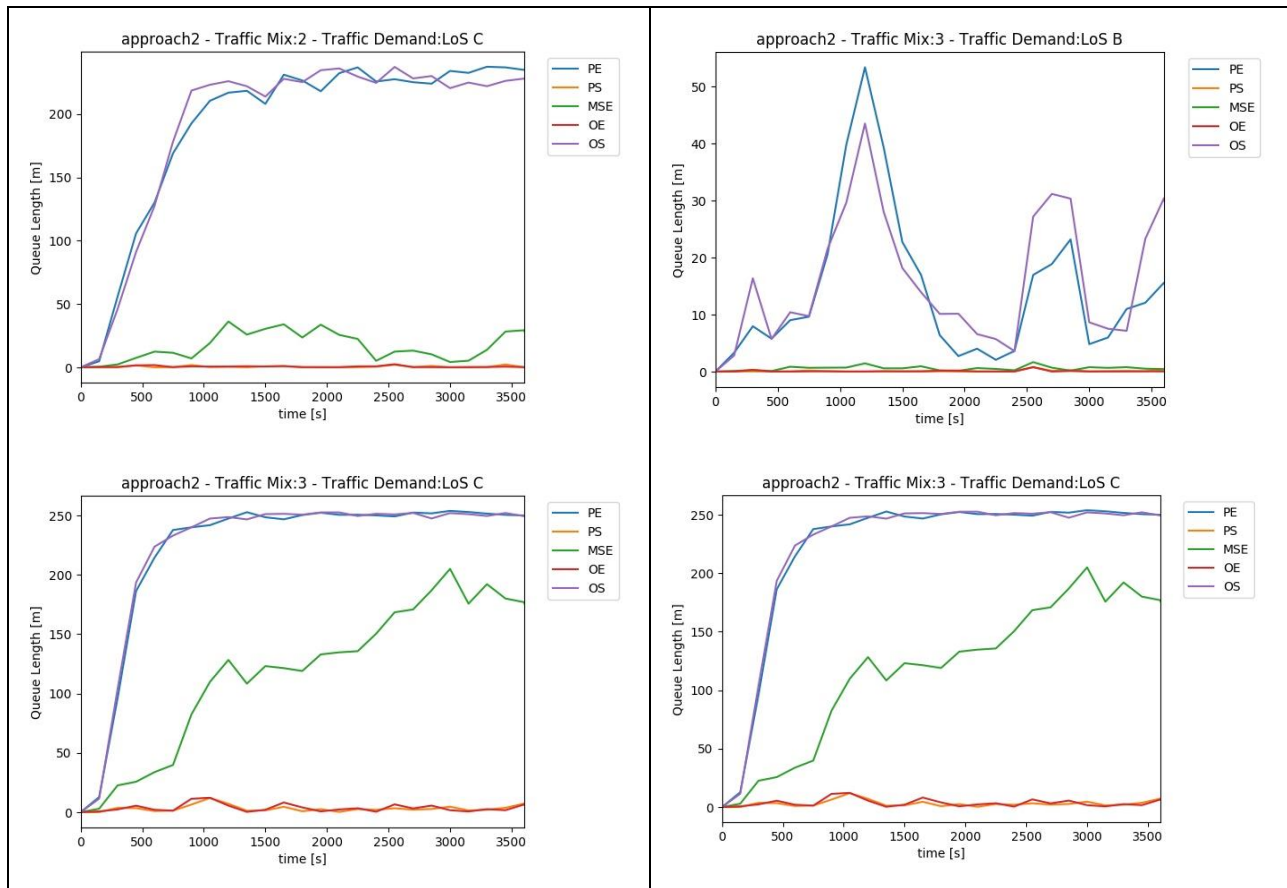 approach2 - Traffic Mix:2 - Traffic Demand:LoS C
Queue Length [m]
200
150
100
50
0
0 500 1000 1500 2000 2500 3000 3500
time [s]
PE
PS
MSE
OE
OS
approach2 - Traffic Mix:3 - Traffic Demand:LoS B
Queue Length [m]
50
40
30
20
10
0
0 500 1000 1500 2000 2500 3000 3500
time [s]
PE
PS
MSE
OE
OS
approach2 - Traffic Mix:3 - Traffic Demand:LoS C
Queue Length [m]
250
200
150
100
50
0
0 500 1000 1500 2000 2500 3000 3500
time [s]
PE
PS
MSE
OE
OS
approach2 - Traffic Mix:3 - Traffic Demand:LoS C
Queue Length [m]
250
200
150
100
50
0
0 500 1000 1500 2000 2500 3000 3500
time [s]
PE
PS
MSE
OE
OS